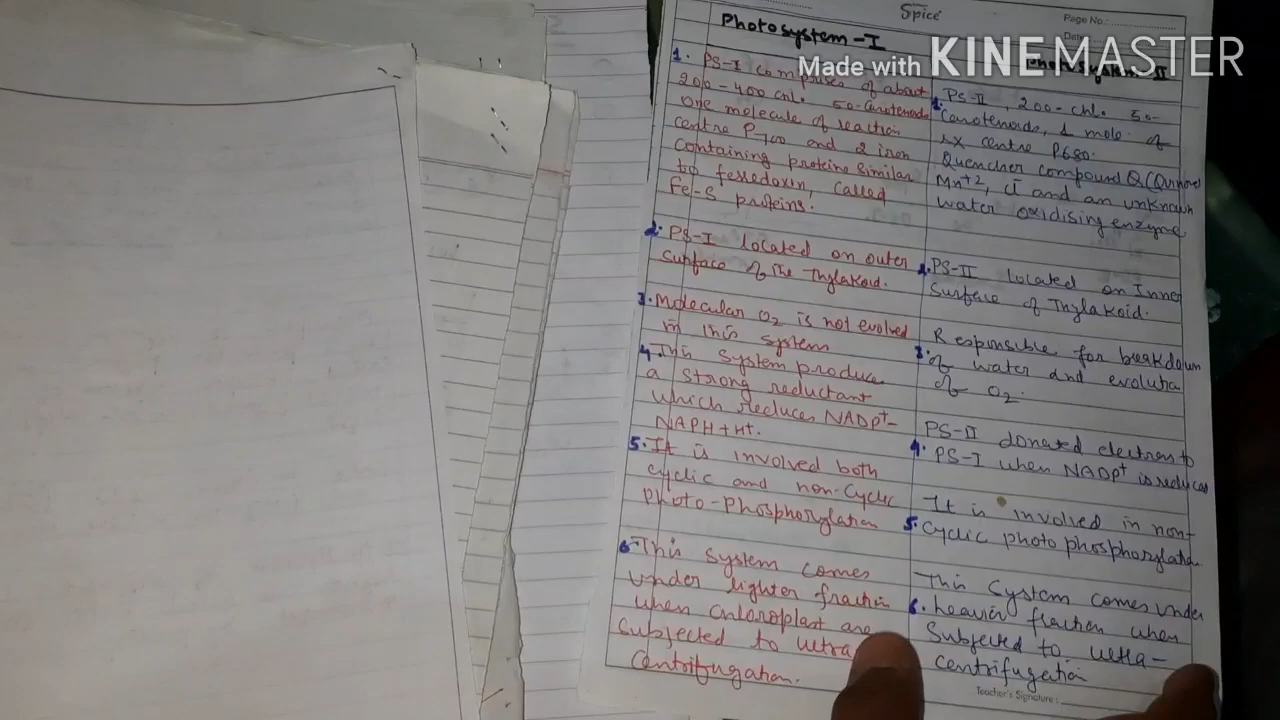 Spice
Page No.:
Date
Made with KINEMASTER
Photosystem-I
1. PS-I comprises of about
200-400 chl. 50-Carotenoids
one molecule of reaction
centre P-700 and 2 iron
containing proteins similar
to ferredoxin, called
Fe-S proteins.
2. PS-I located on outer
surface of the Thylakoid.
3. Molecular O2 is not evolved
in this system
4. This system produce
a strong reductant
which reduces NADP+-
NAPH+H+.
5. It is involved both
cyclic and non-cyclic
Photo-Phosphorylation
6. This system comes
under lighter fraction
when chloroplast are
subjected to ultra
centrifugation.
Photosystem-II
1. PS-II, 200-chl. 50-
Carotenoids, 1 mole. of
rx centre P680.
Quencher compound Q (Quinone)
Mn+2, cl and an unknown
water oxidising enzyme
2. PS-II located on Inner
surface of Thylakoid.
Responsible for breakdown
3. of water and evolution
of O2.
PS-II donated electron to
4. PS-I when NADP+ is reduces
It is involved in non-
5. Cyclic photo phosphorylation
This System comes under
6. heavier fraction when
Subjected to ultra-
centrifugation
Teacher's Signature :